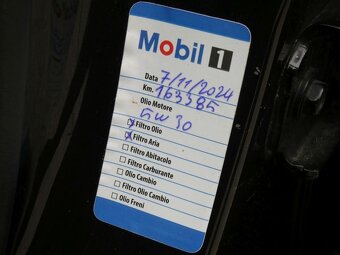 Mobil 1
Data 7/11/2024
Km. 163385
Olio Motore
5W30
☒ Filtro Olio
☒ Filtro Aria
☐ Filtro Abitacolo
☐ Filtro Carburante
☐ Olio Cambio
☐ Filtro Olio Cambio
☐ Olio Freni